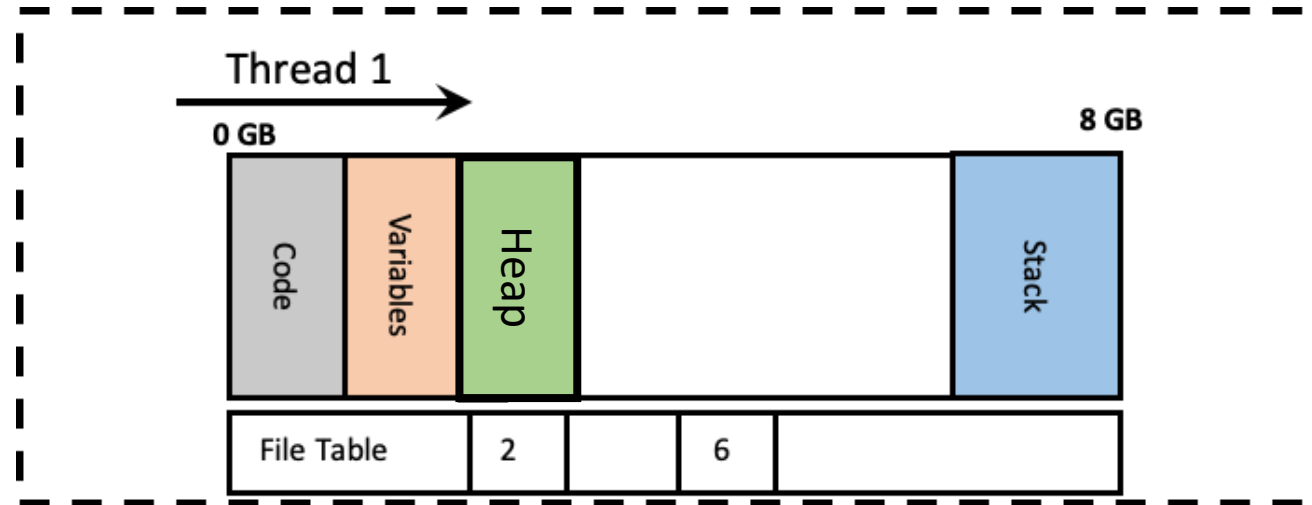 Thread 1
0 GB
8 GB
Code
Variables
Heap
Stack
File Table
2
6